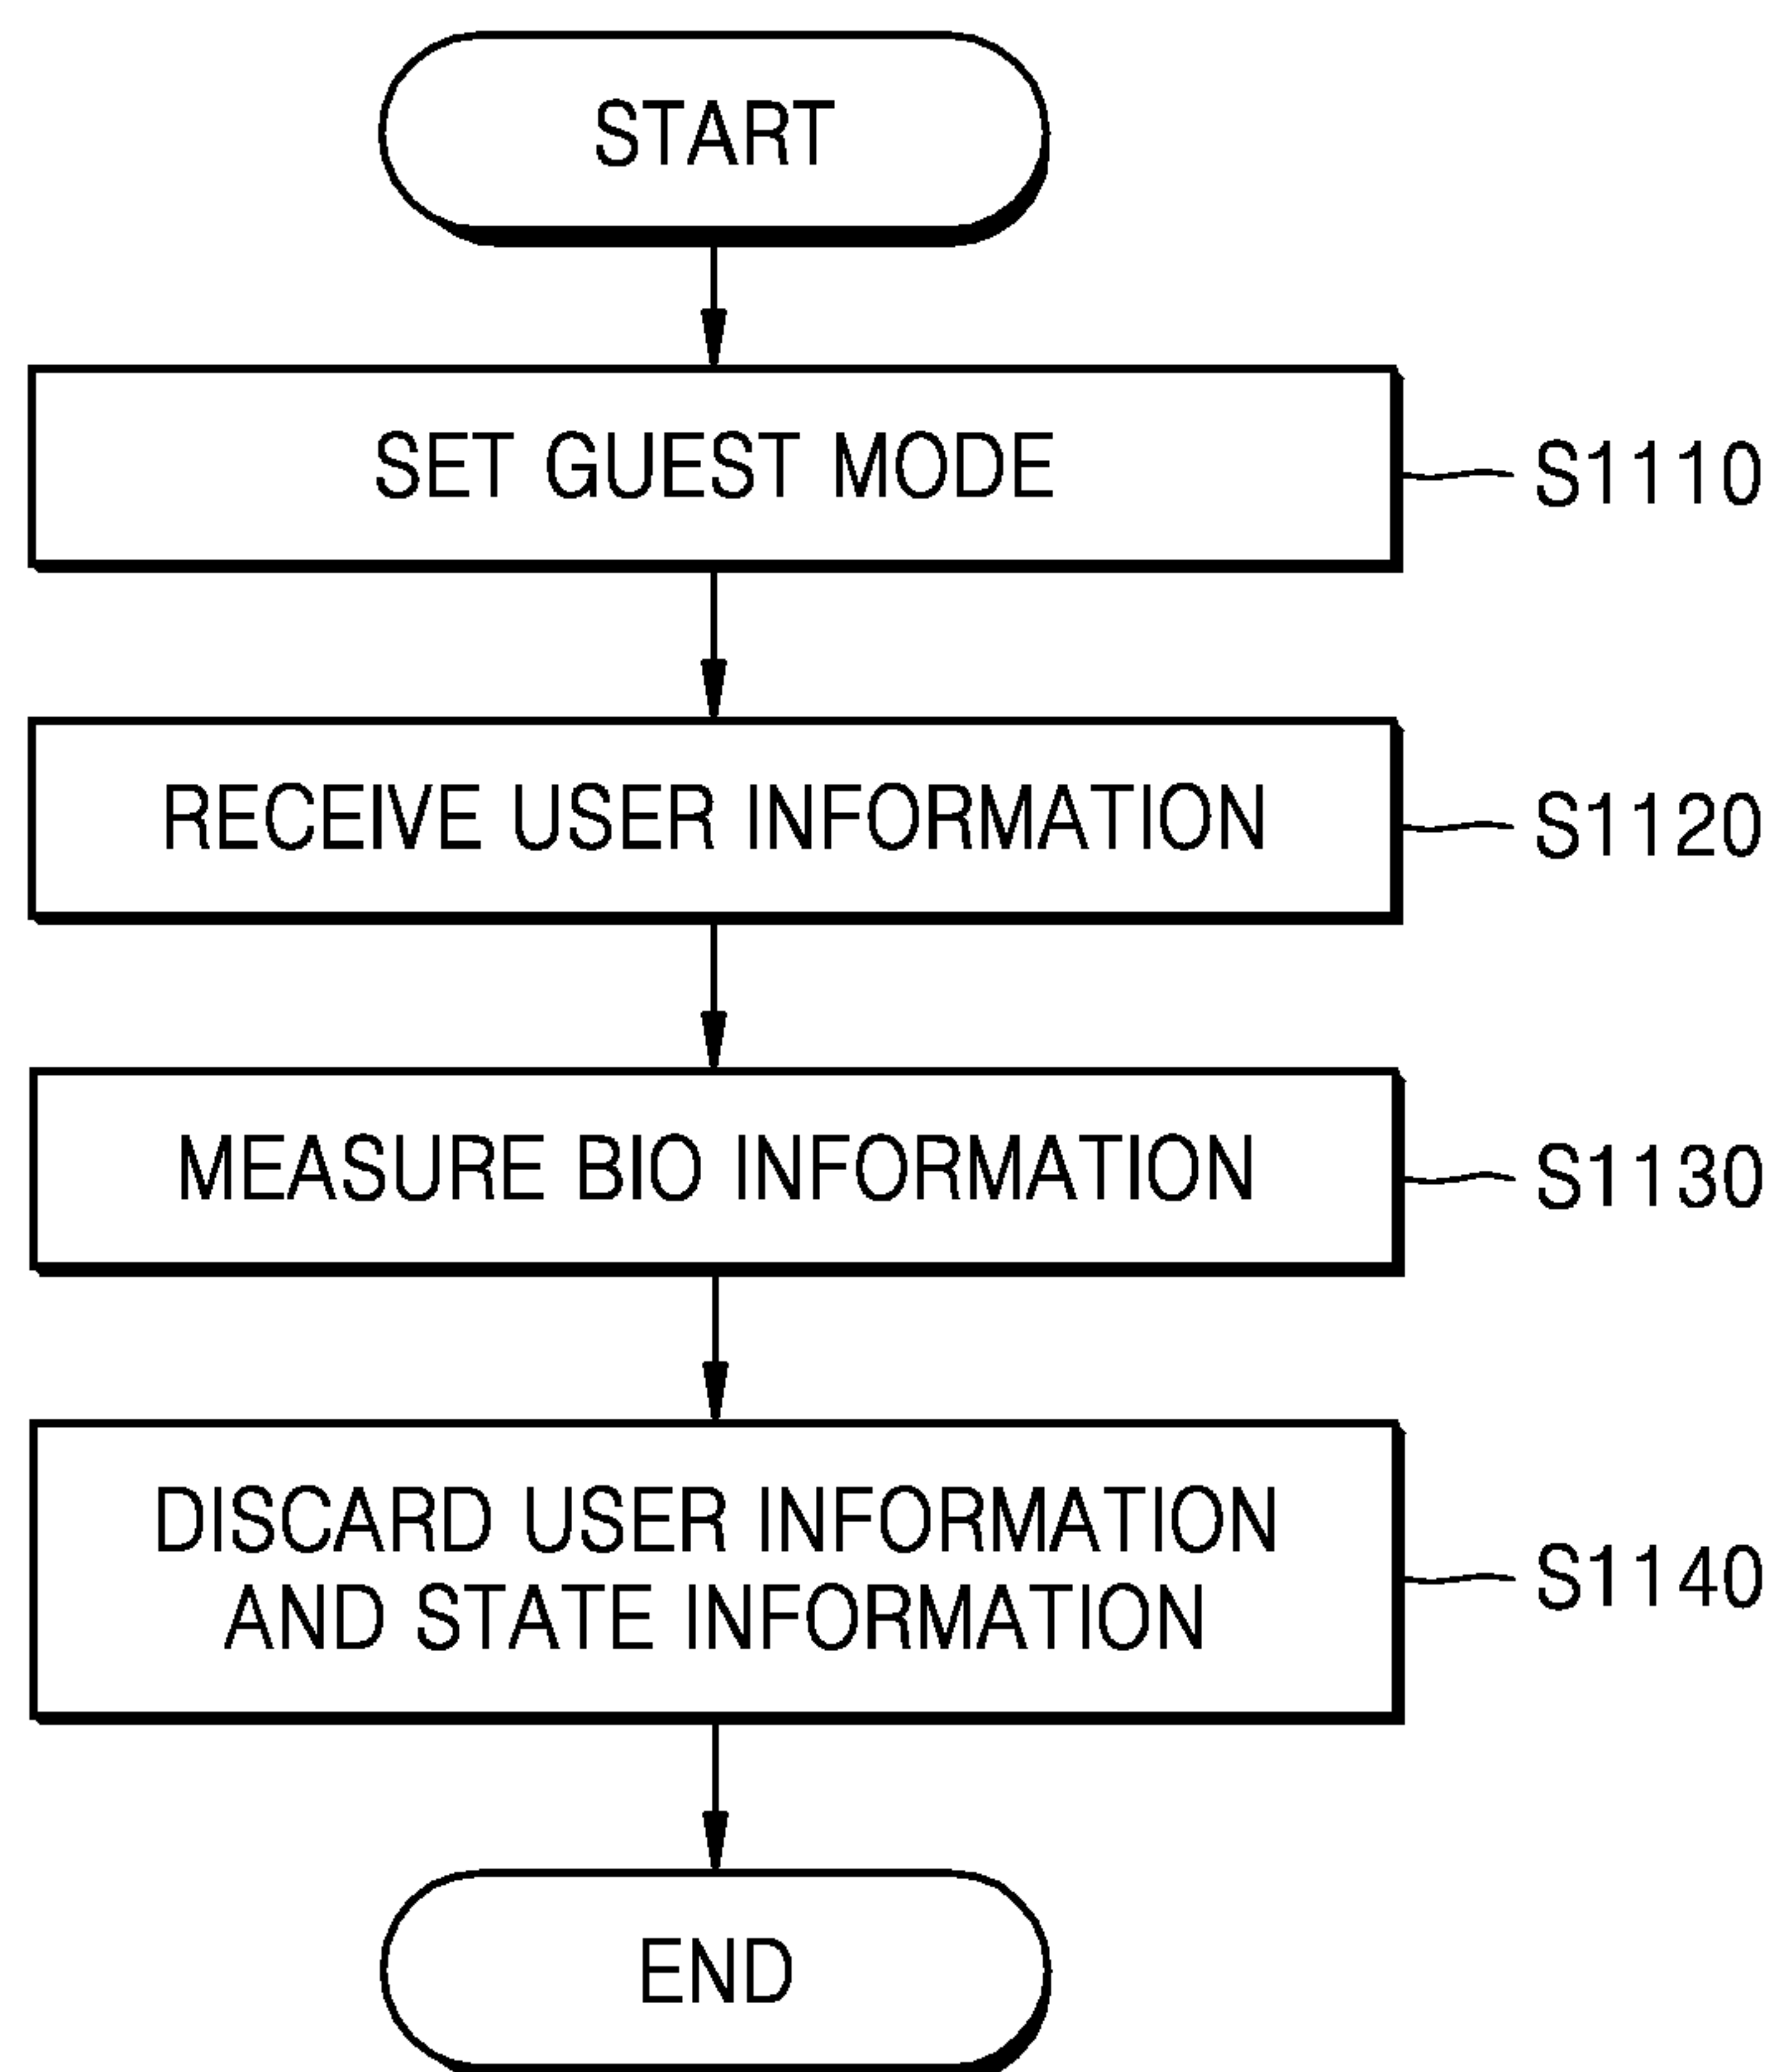 START
SET GUEST MODE
S1110
RECEIVE USER INFORMATION
S1120
MEASURE BIO INFORMATION
S1130
DISCARD USER INFORMATION
AND STATE INFORMATION
S1140
END